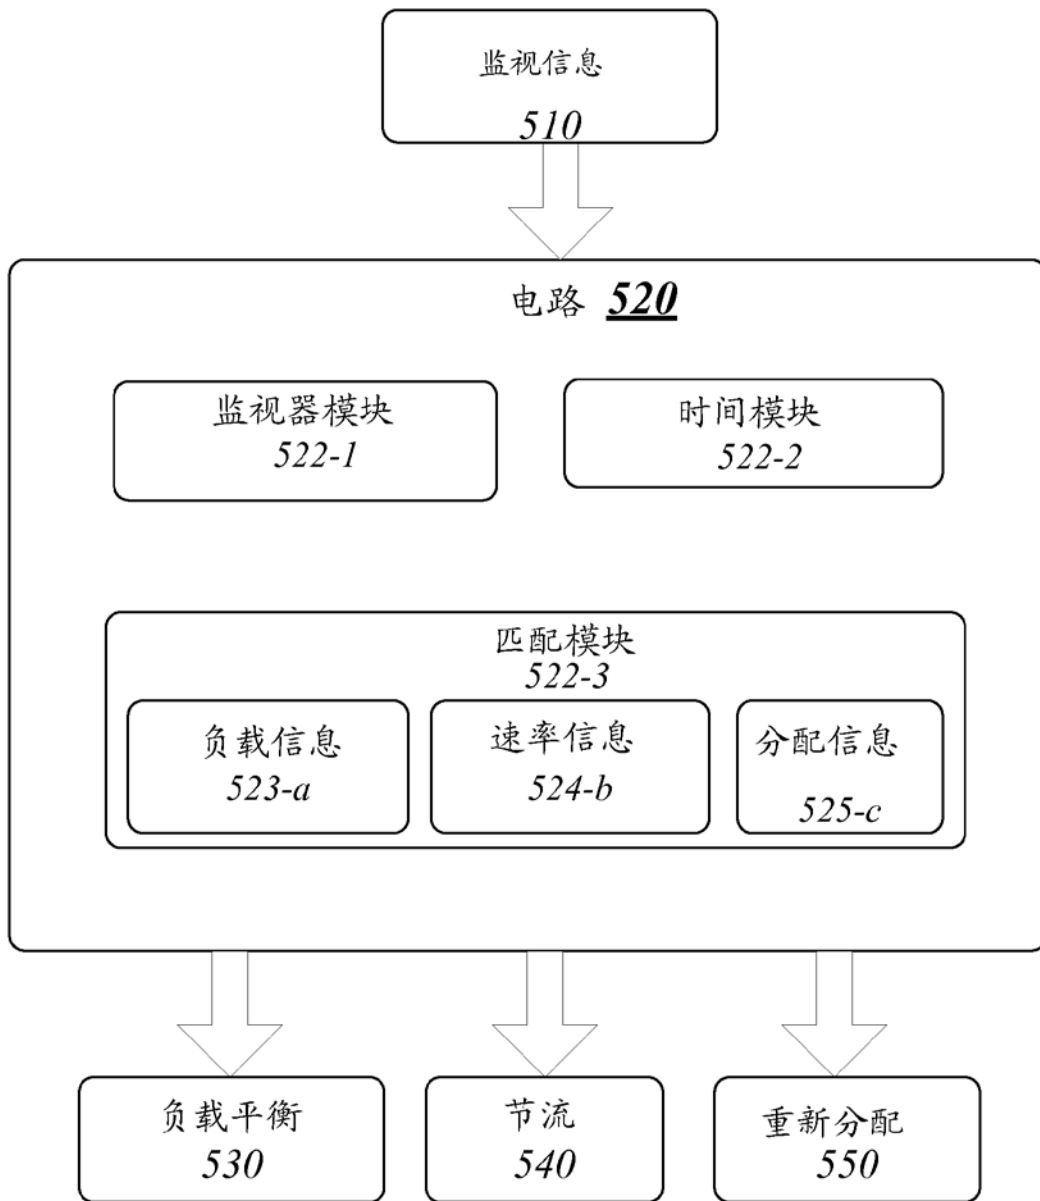 监视信息
510
电路 520
监视器模块
522-1
时间模块
522-2
匹配模块
522-3
负载信息
523-a
速率信息
524-b
分配信息
525-c
负载平衡
530
节流
540
重新分配
550